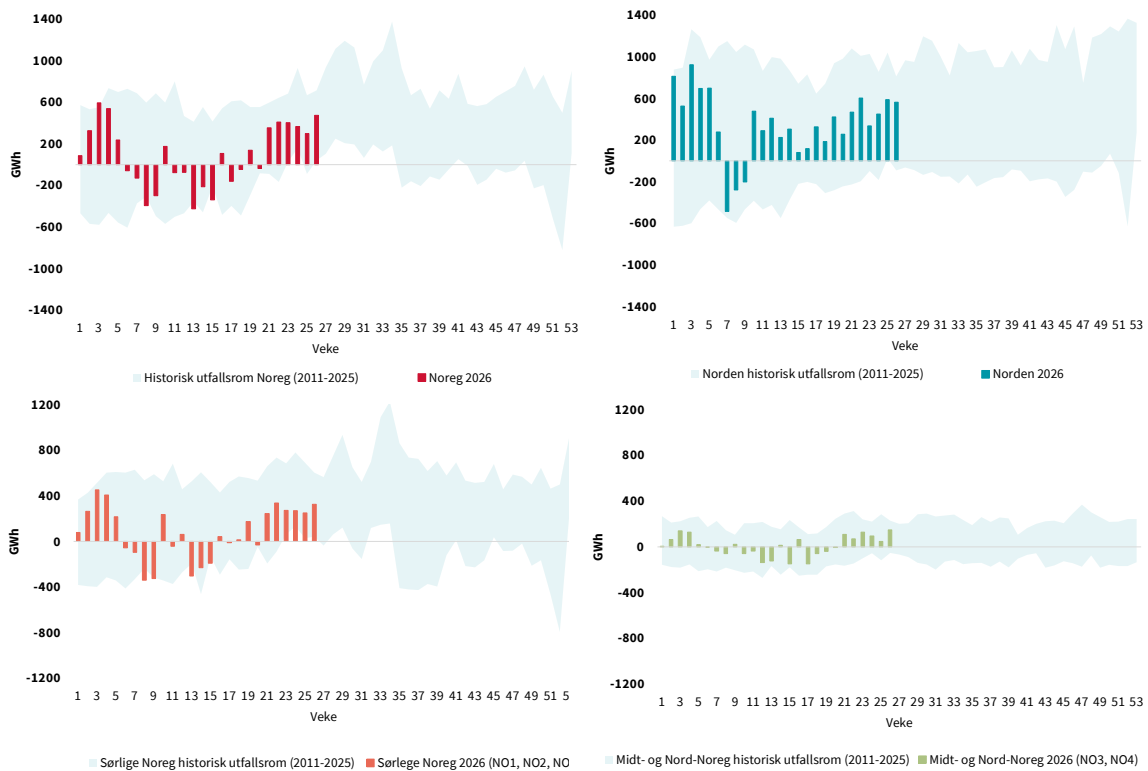 1400
1000
600
200
-200
-600
-1000
-1400
GWh
1 3 5 7 9 11 13 15 17 19 21 23 25 27 29 31 33 35 37 39 41 43 45 47 49 51 53
Veke
Historisk utfallsrom Noreg (2011-2025) Noreg 2026
1400
1000
600
200
-200
-600
-1000
-1400
GWh
1 3 5 7 9 11 13 15 17 19 21 23 25 27 29 31 33 35 37 39 41 43 45 47 49 51 53
Veke
Norden historisk utfallsrom (2011-2025) Norden 2026
1200
800
400
0
-400
-800
-1200
GWh
1 3 5 7 9 11 13 15 17 19 21 23 25 27 29 31 33 35 37 39 41 43 45 47 49 51 5
Veke
Sørlige Noreg historisk utfallsrom (2011-2025) Sørlege Noreg 2026 (NO1, NO2, NO
1200
800
400
0
-400
-800
-1200
GWh
1 3 5 7 9 11 13 15 17 19 21 23 25 27 29 31 33 35 37 39 41 43 45 47 49 51 53
Veke
Midt- og Nord-Noreg historisk utfallsrom (2011-2025) Midt- og Nord-Noreg 2026 (NO3, NO4)